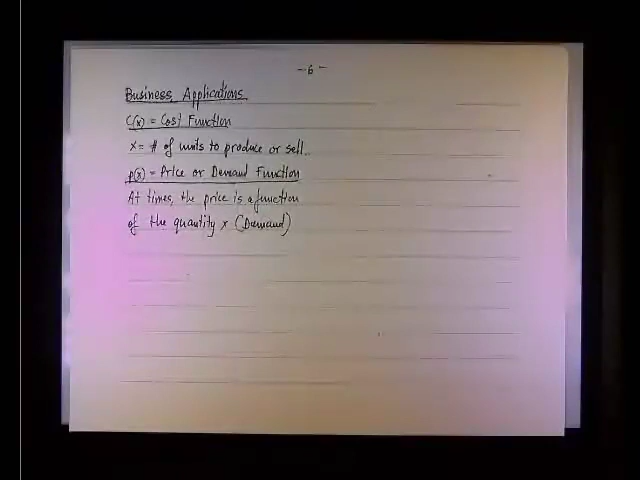 -6-
Business Applications
C(x) = Cost Function
x = # of units to produce or sell.
p(x) = Price or Demand Function
At times, the price is a function
of the quantity x (Demand)